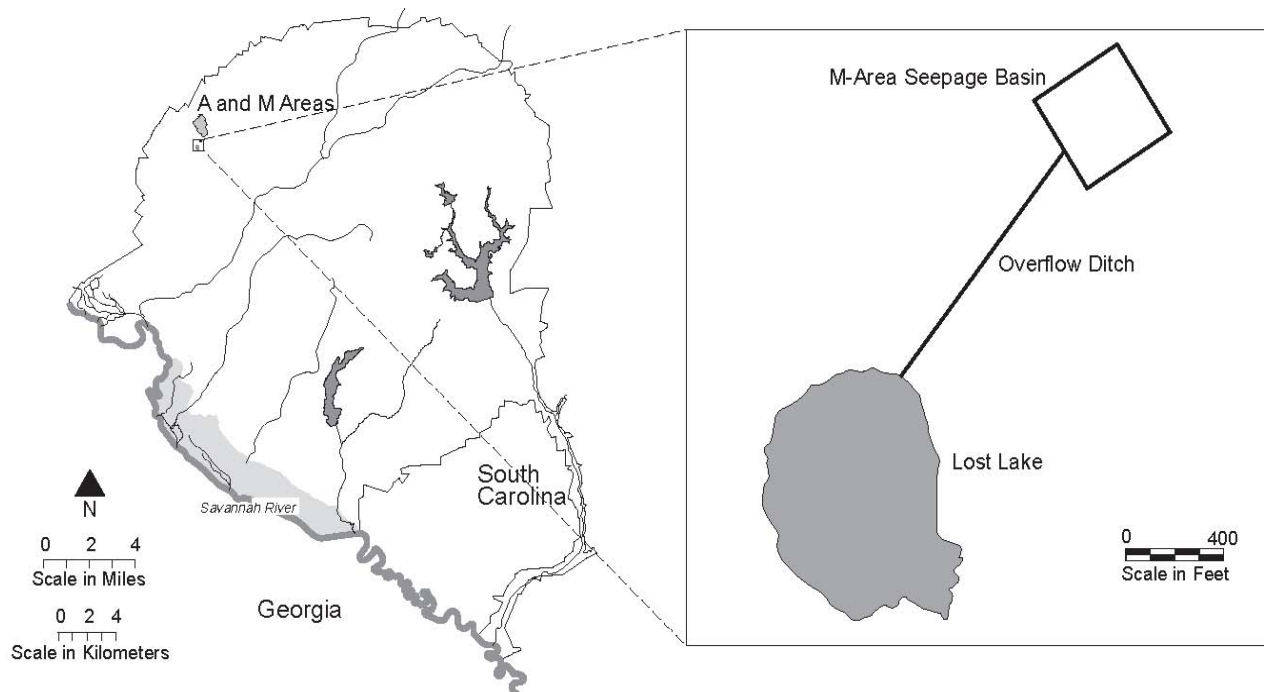 A and M Areas
M-Area Seepage Basin
Overflow Ditch
Lost Lake
0 400
Scale in Feet
South
Carolina
Savannah River
Georgia
N
0 2 4
Scale in Miles
0 2 4
Scale in Kilometers